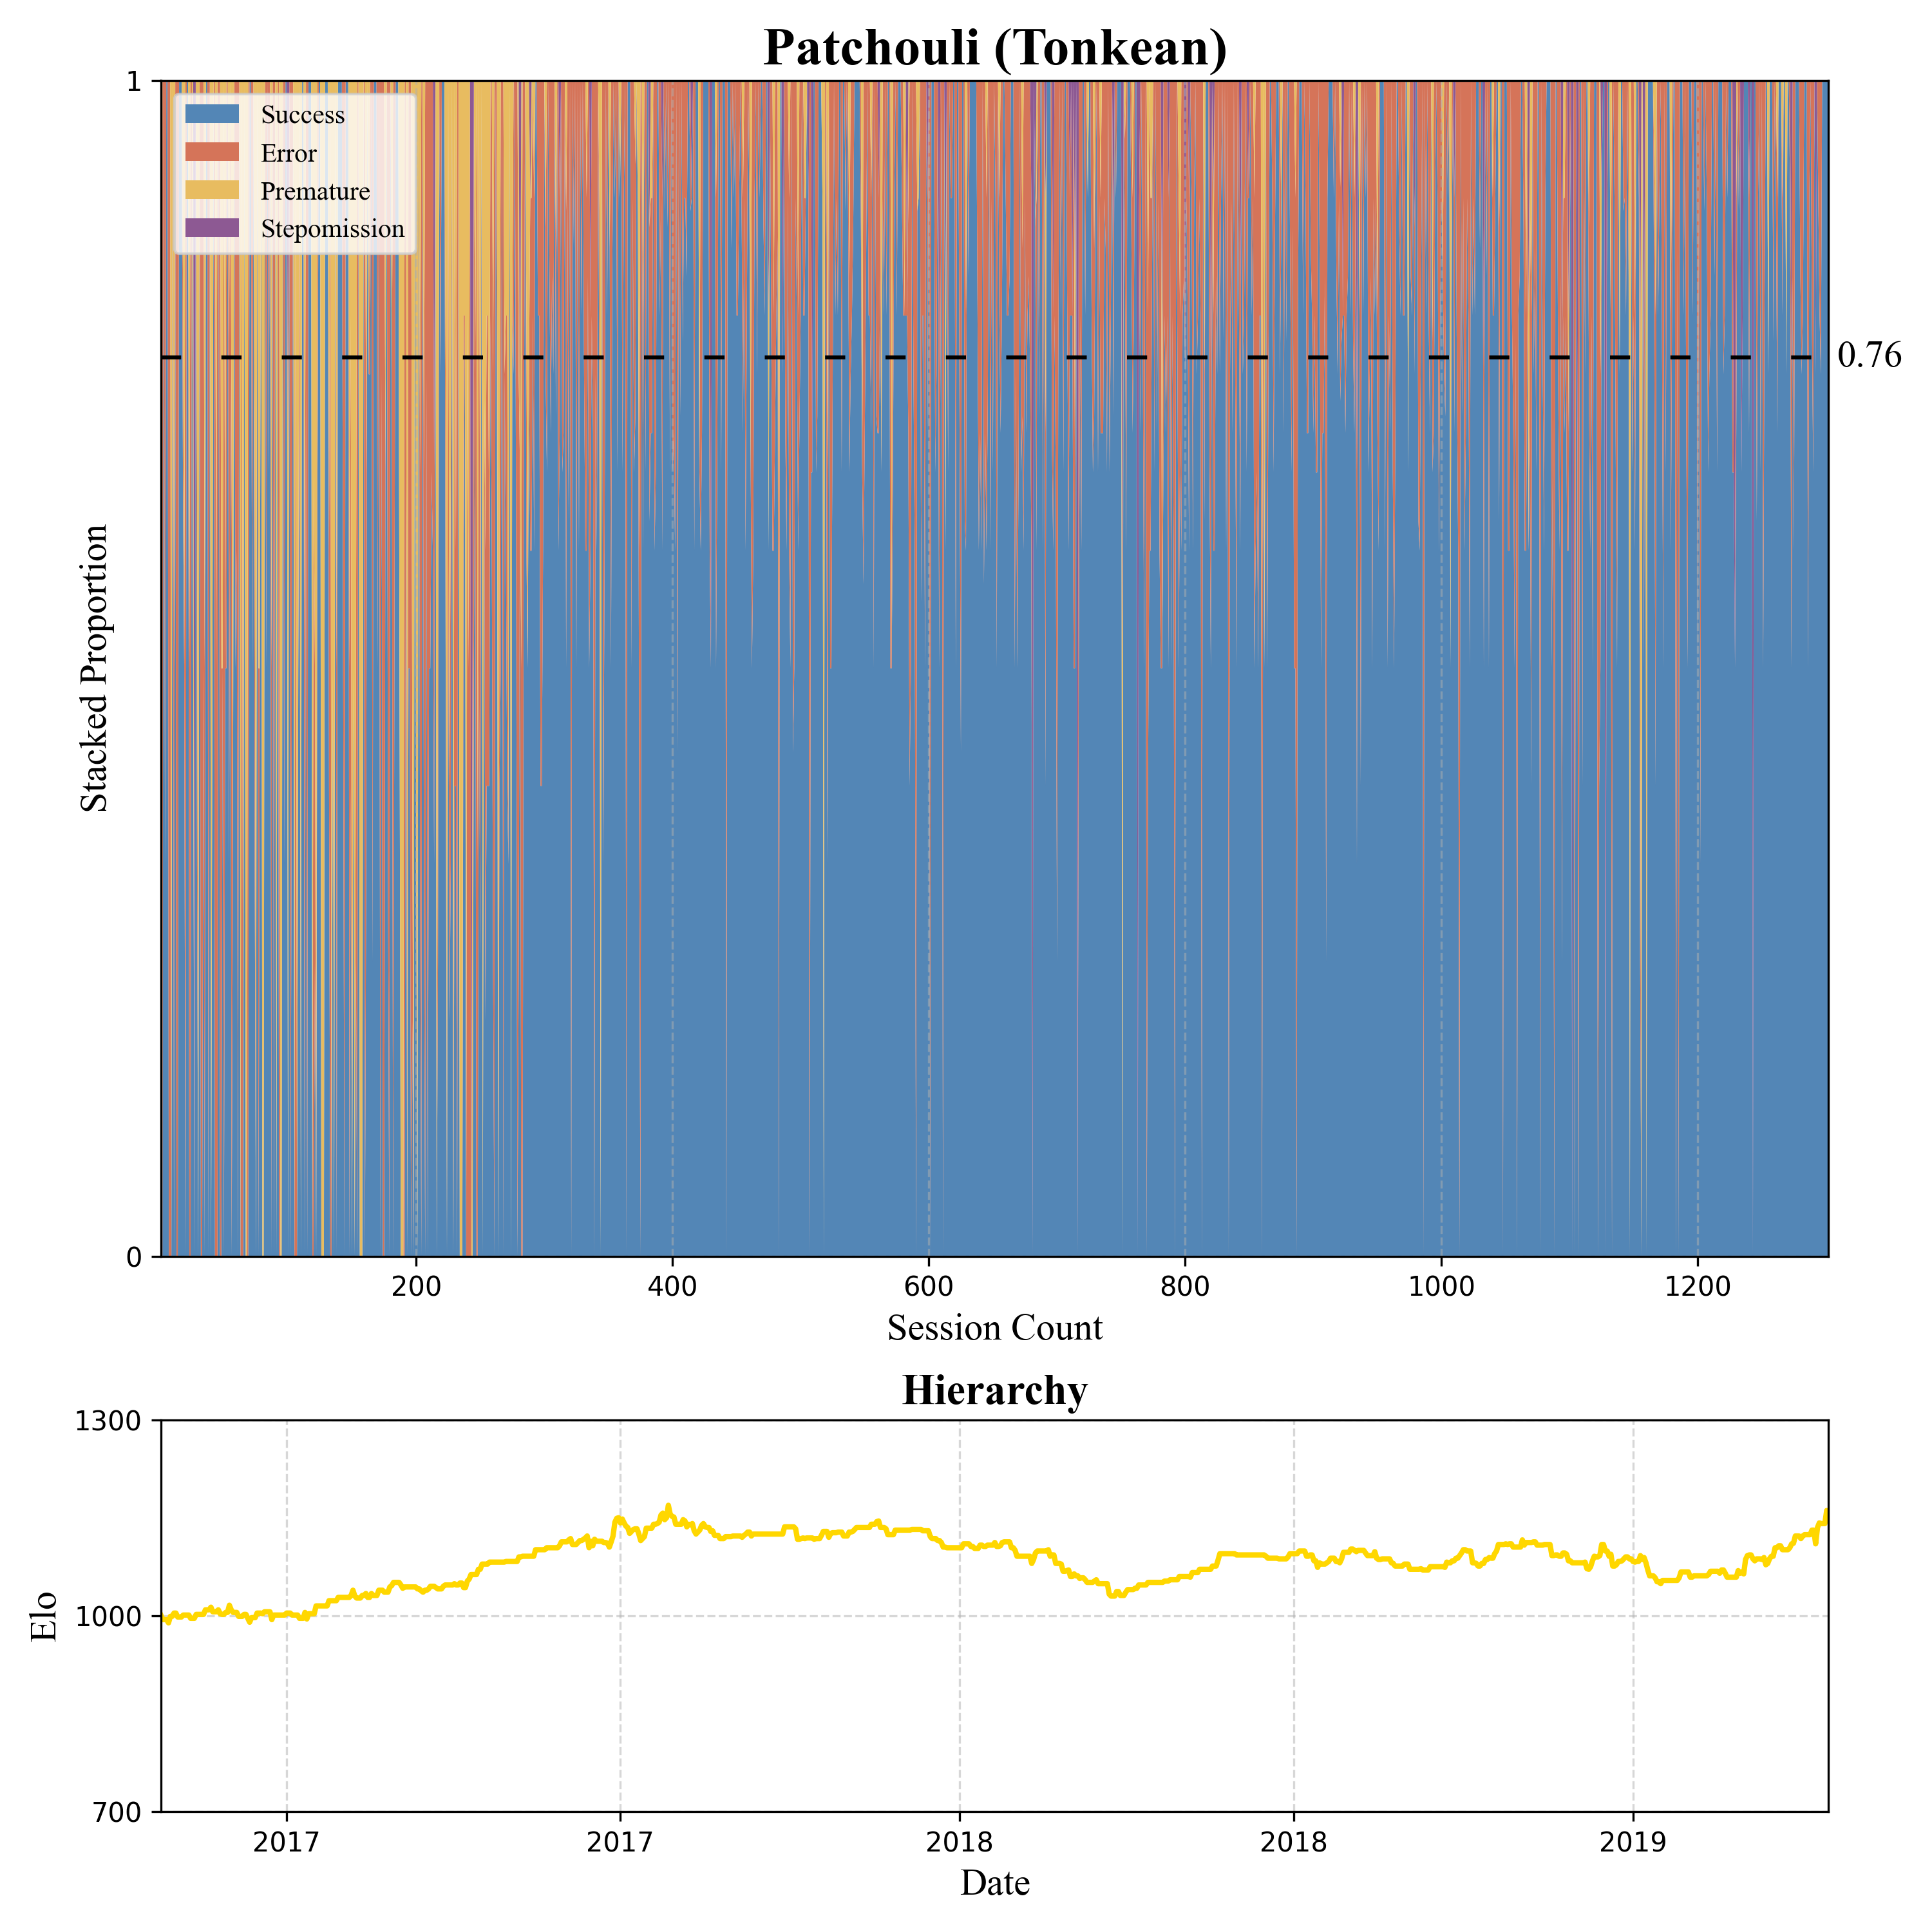 Patchouli (Tonkean)
1
Success
Error
Premature
Stepomission
0.76
Stacked Proportion
0
200 400 600 800 1000 1200
Session Count
Hierarchy
1300
Elo
1000
700
2017 2017 2018 2018 2019
Date